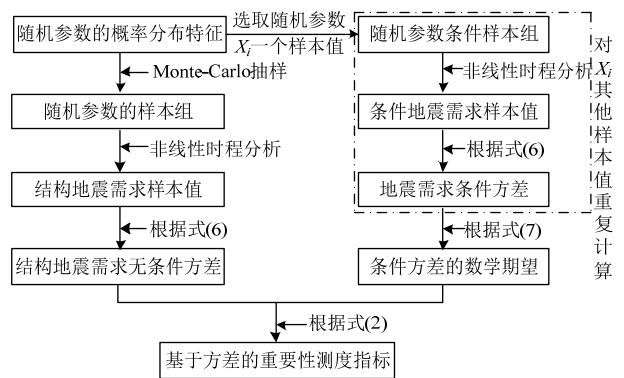 随机参数的概率分布特征
选取随机参数
Xi一个样本值
随机参数条件样本组
Monte-Carlo抽样
非线性时程分析
随机参数的样本组
条件地震需求样本值
非线性时程分析
根据式(6)
结构地震需求样本值
地震需求条件方差
根据式(6)
根据式(7)
结构地震需求无条件方差
条件方差的数学期望
对Xi其他样本值重复计算
根据式(2)
基于方差的重要性测度指标